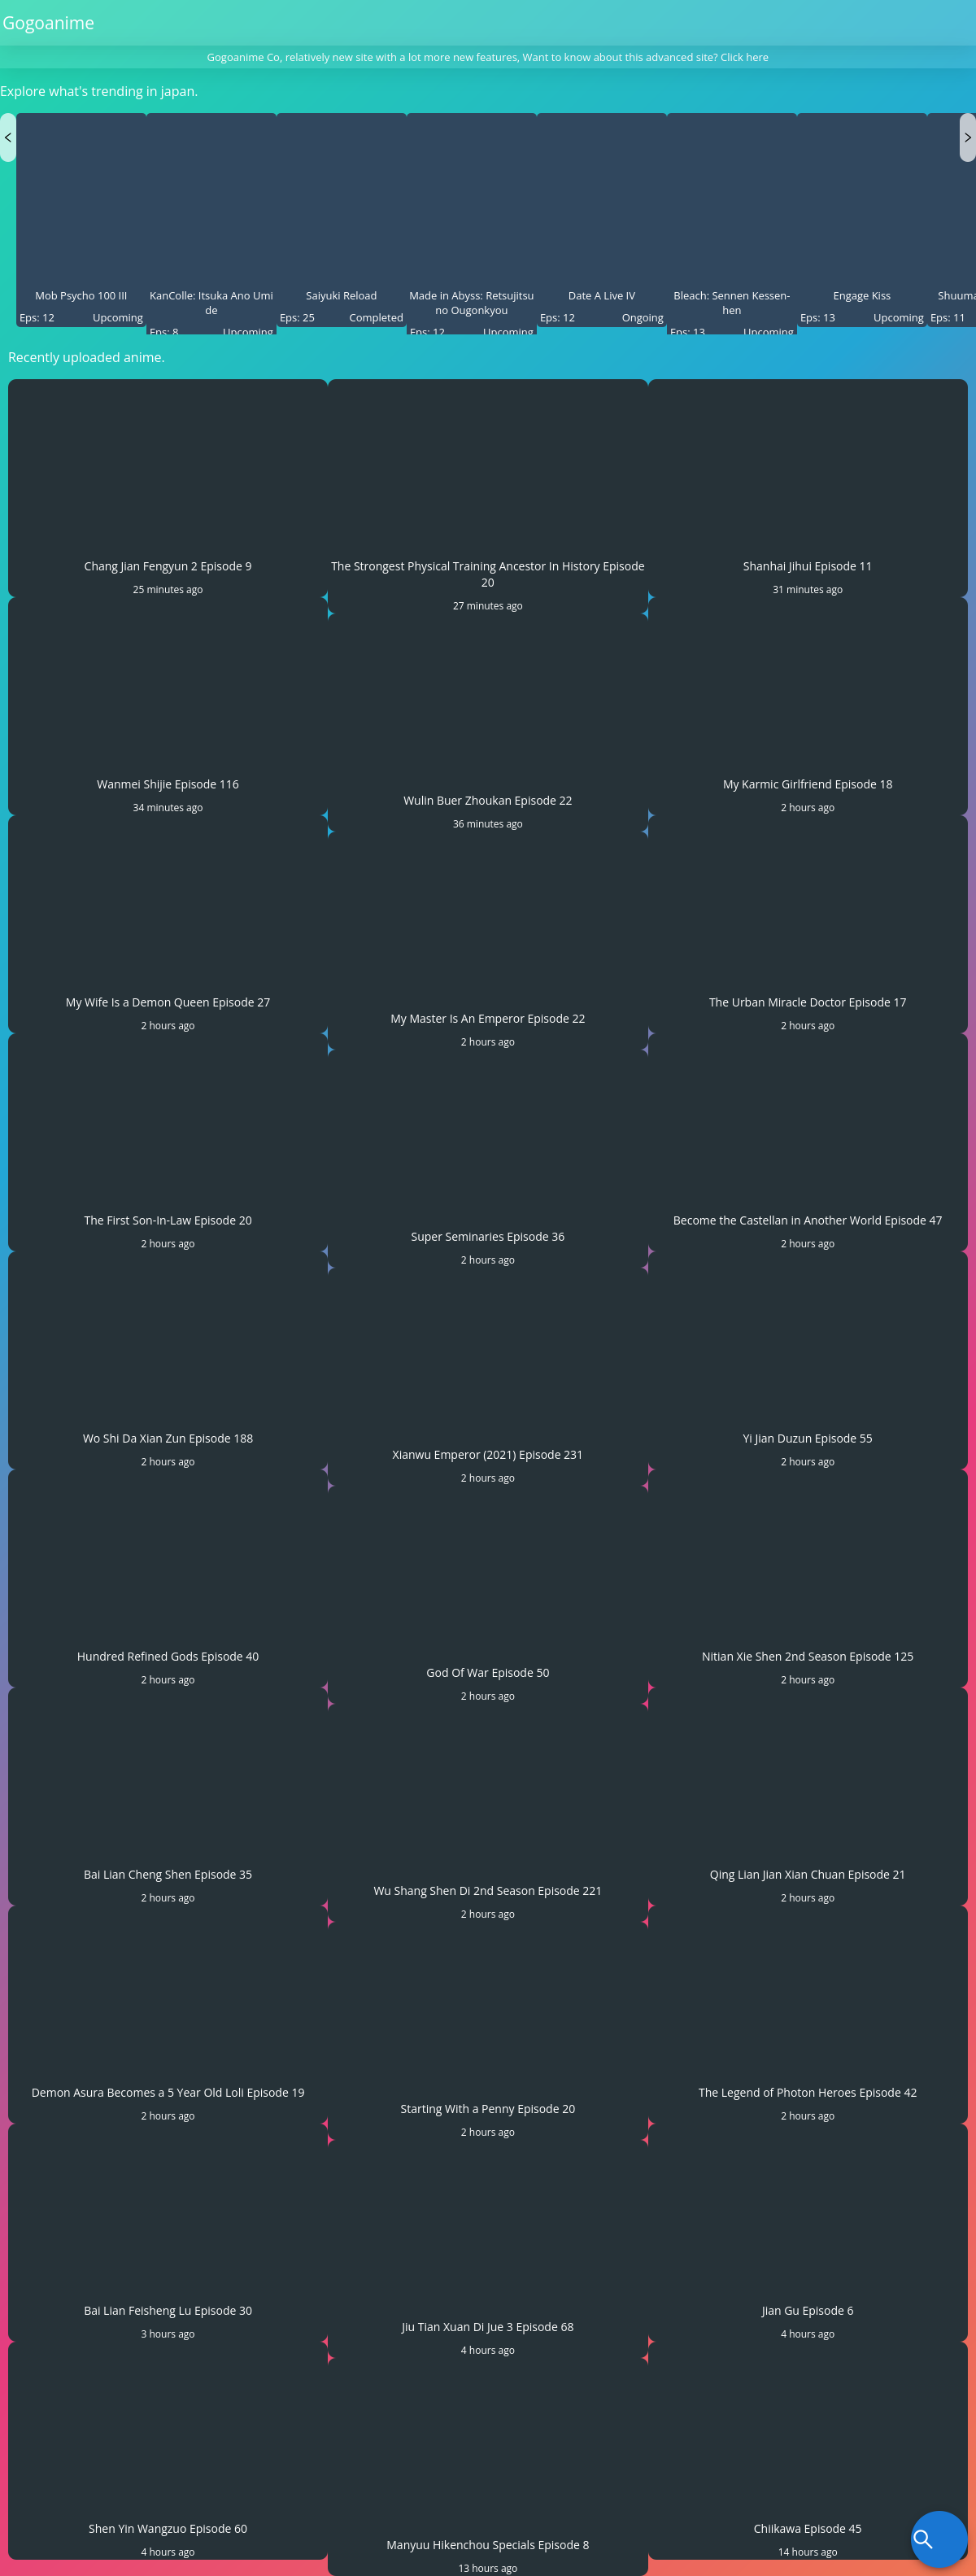 Gogoanime
Gogoanime Co, relatively new site with a lot more new features, Want to know about this advanced site? Click here
Explore what's trending in japan.
Mob Psycho 100 III
Eps: 12 Upcoming
KanColle: Itsuka Ano Umi
de
Eps: 8 Upcoming
Saiyuki Reload
Eps: 25 Completed
Made in Abyss: Retsujitsu
no Ougonkyou
Eps: 12 Upcoming
Date A Live IV
Eps: 12 Ongoing
Bleach: Sennen Kessen-
hen
Eps: 13 Upcoming
Engage Kiss
Eps: 13 Upcoming
Shuuma
Eps: 11
Recently uploaded anime.
Chang Jian Fengyun 2 Episode 9
25 minutes ago
The Strongest Physical Training Ancestor In History Episode
20
27 minutes ago
Shanhai Jihui Episode 11
31 minutes ago
Wanmei Shijie Episode 116
34 minutes ago
Wulin Buer Zhoukan Episode 22
36 minutes ago
My Karmic Girlfriend Episode 18
2 hours ago
My Wife Is a Demon Queen Episode 27
2 hours ago
My Master Is An Emperor Episode 22
2 hours ago
The Urban Miracle Doctor Episode 17
2 hours ago
The First Son-In-Law Episode 20
2 hours ago
Super Seminaries Episode 36
2 hours ago
Become the Castellan in Another World Episode 47
2 hours ago
Wo Shi Da Xian Zun Episode 188
2 hours ago
Xianwu Emperor (2021) Episode 231
2 hours ago
Yi Jian Duzun Episode 55
2 hours ago
Hundred Refined Gods Episode 40
2 hours ago
God Of War Episode 50
2 hours ago
Nitian Xie Shen 2nd Season Episode 125
2 hours ago
Bai Lian Cheng Shen Episode 35
2 hours ago
Wu Shang Shen Di 2nd Season Episode 221
2 hours ago
Qing Lian Jian Xian Chuan Episode 21
2 hours ago
Demon Asura Becomes a 5 Year Old Loli Episode 19
2 hours ago
Starting With a Penny Episode 20
2 hours ago
The Legend of Photon Heroes Episode 42
2 hours ago
Bai Lian Feisheng Lu Episode 30
3 hours ago
Jiu Tian Xuan Di Jue 3 Episode 68
4 hours ago
Jian Gu Episode 6
4 hours ago
Shen Yin Wangzuo Episode 60
4 hours ago
Manyuu Hikenchou Specials Episode 8
13 hours ago
Chiikawa Episode 45
14 hours ago